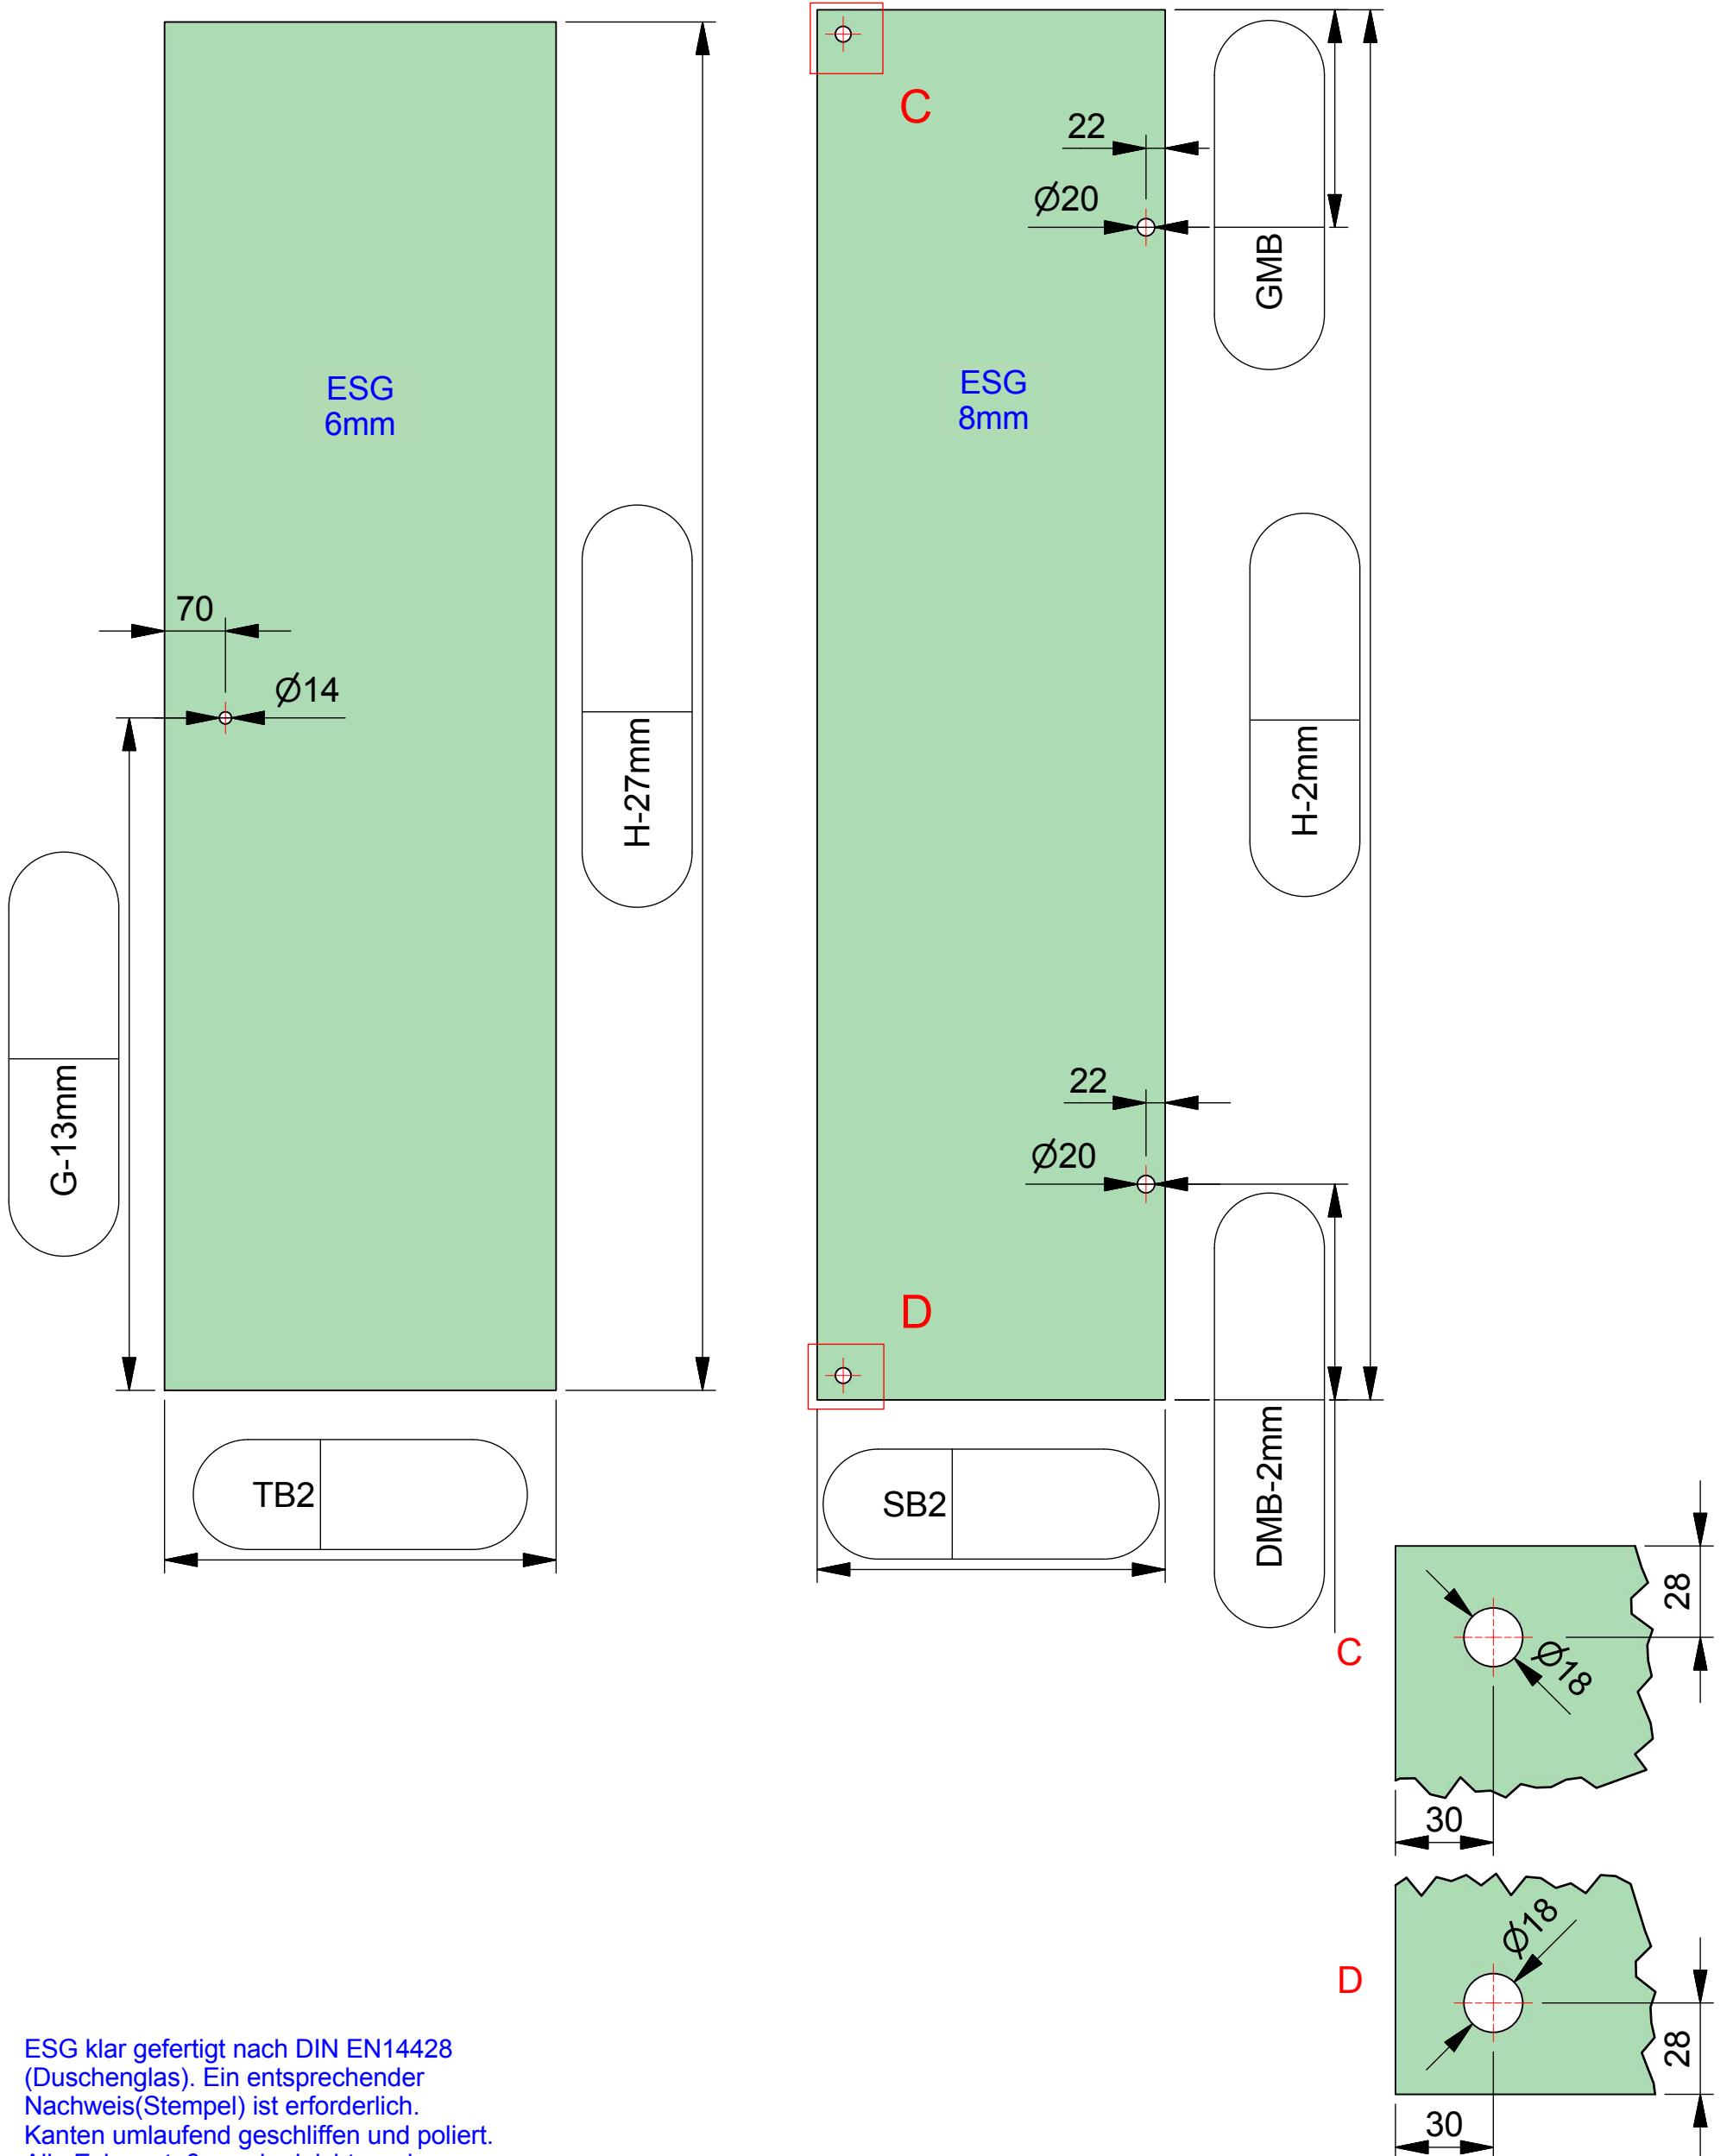 C
22
Ø20
GMB
ESG
6mm
ESG
8mm
70
Ø14
H-27mm
H-2mm
G-13mm
22
Ø20
D
TB2
SB2
DMB-2mm
28
C
Ø18
30
D
Ø18
28
30
ESG klar gefertigt nach DIN EN14428
(Duschenglas). Ein entsprechender
Nachweis(Stempel) ist erforderlich.
Kanten umlaufend geschliffen und poliert.